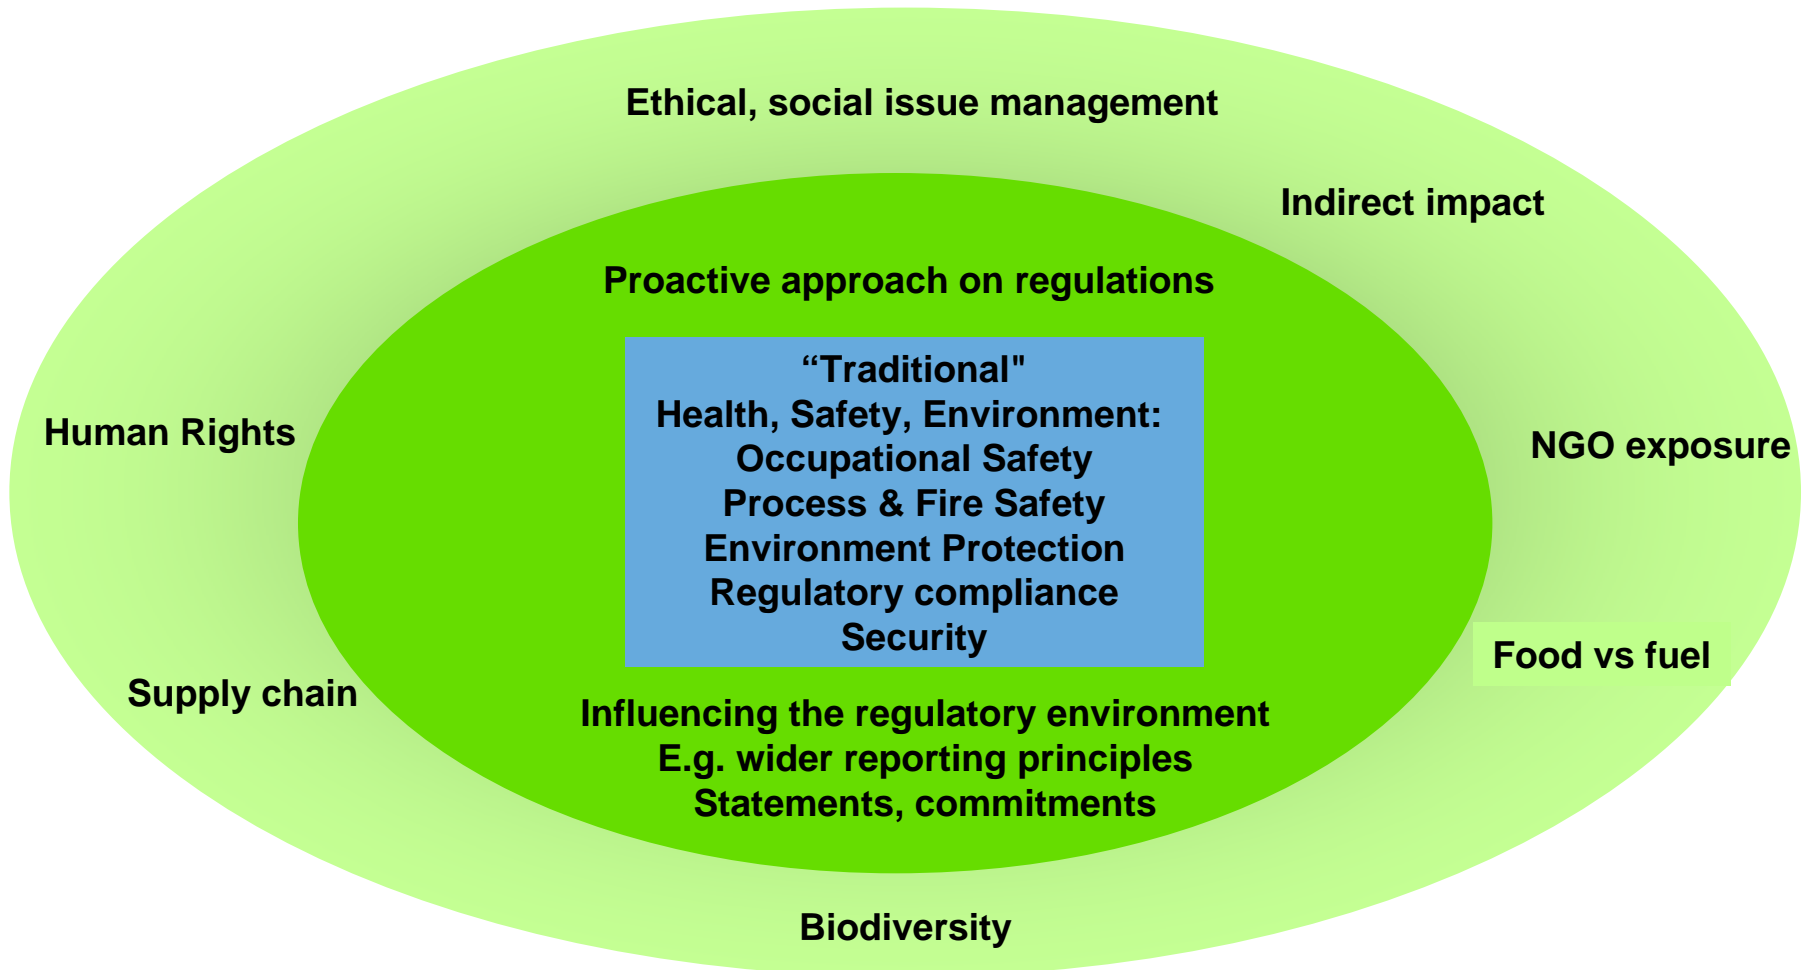 Ethical, social issue management
Indirect impact
Proactive approach on regulations
“Traditional"
Health, Safety, Environment:
Occupational Safety
Process & Fire Safety
Environment Protection
Regulatory compliance
Security
Human Rights
NGO exposure
Food vs fuel
Supply chain
Influencing the regulatory environment
E.g. wider reporting principles
Statements, commitments
Biodiversity